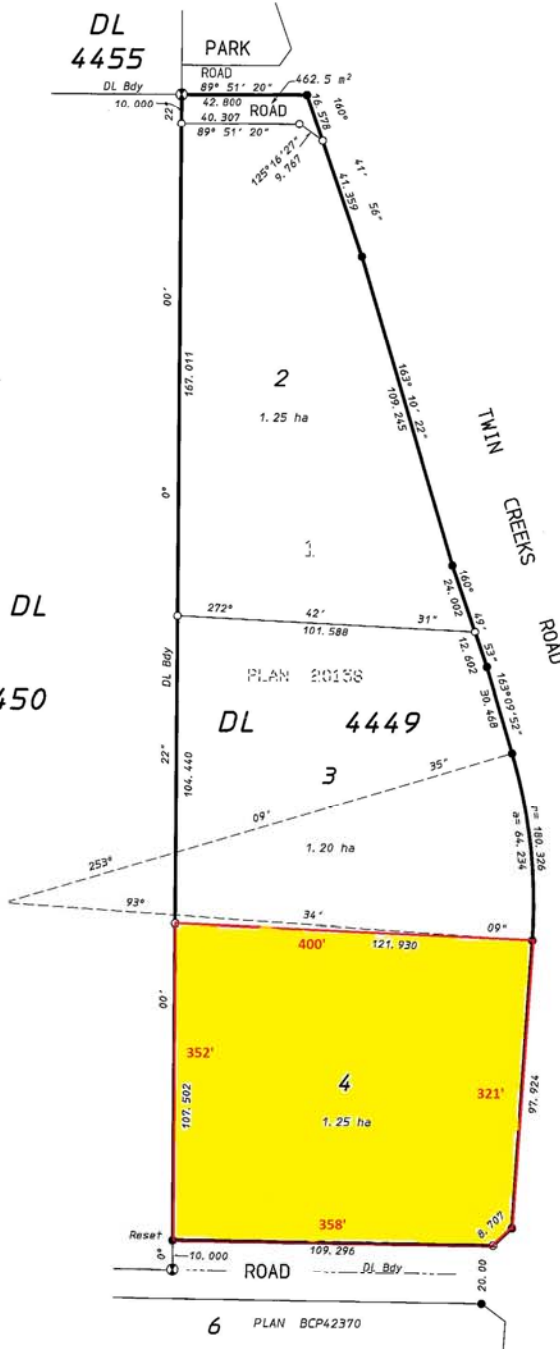 DL
4455
PARK
ROAD
DL Bdy
89° 51' 20"
462.5 m²
10.000
42.800
ROAD
22"
40.307
89° 51' 20"
16.578
160°
125° 16' 27"
9.767
41'
56"
41.359
00'
167.011
0°
2
1.25 ha
163° 10' 22"
109.245
TWIN
CREEKS
ROAD
1
160°
24.002
49'
53"
272°
42'
31"
101.588
12.602
163° 09' 52"
30.468
DL
450
DL Bdy
PLAN 20138
DL 4449
22"
104.440
3
35"
09'
253°
1.20 ha
r= 180.326
a= 64.234
93°
34'
09"
400'
121.930
00'
352'
107.502
4
1.25 ha
321'
97.924
358'
8.707
Reset
109.296
0°
10.000
ROAD
DL Bdy
20.00
6 PLAN BCP42370